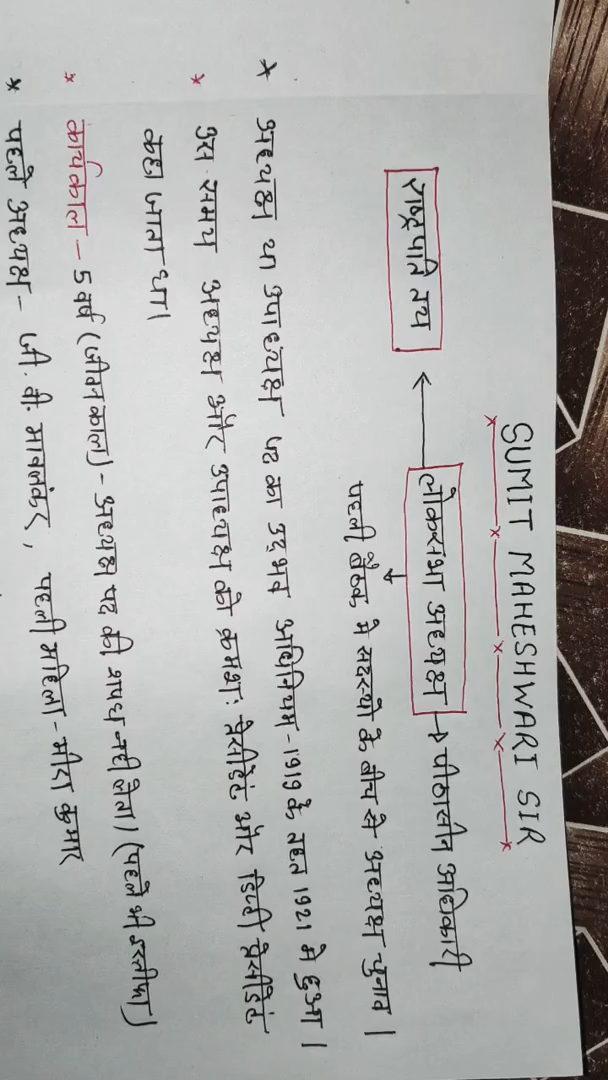 SUMIT MAHESHWARI SIR
राष्ट्रपति तय ← लोकसभा अध्यक्ष → पीठासीन अधिकारी
↓
पहली बैठक मे सदस्यो के बीच से अध्यक्ष चुनाव।
* अध्यक्ष या उपाध्यक्ष पद का उद्भव अधिनियम-1919 के तहत 1921 मे हुआ।
* उस समय अध्यक्ष और उपाध्यक्ष को क्रमशः प्रेसीडेंट और डिप्टी प्रेसीडेंट
कहा जाता था।
* कार्यकाल – 5 वर्ष (जीवनकाल) - अध्यक्ष पद की शपथ नही लेता। (पहले भी इस्तीफा)
* पहले अध्यक्ष – जी. वी. मावलंकर, पहली महिला - मीरा कुमार